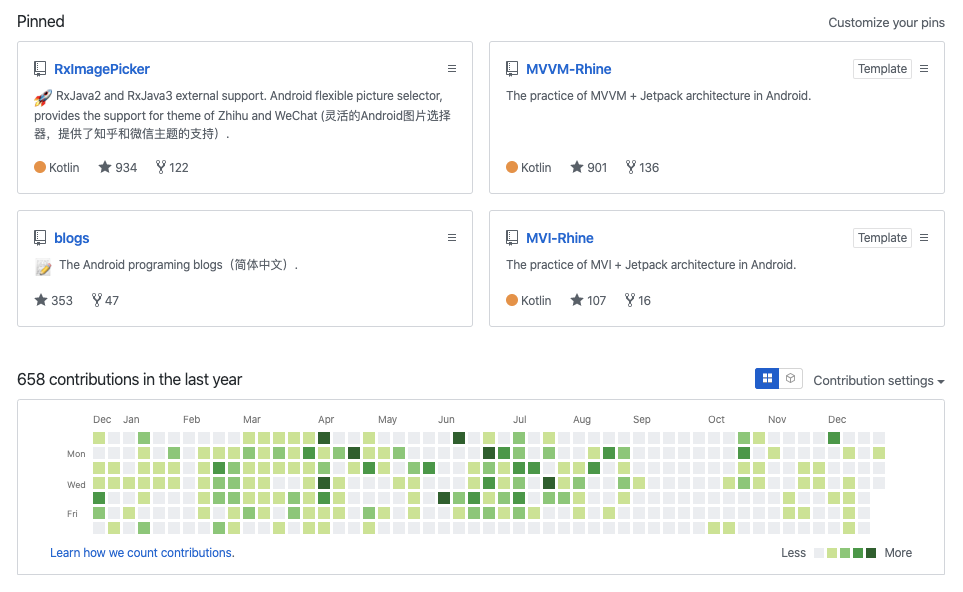 Pinned
Customize your pins
RxImagePicker
🚀 RxJava2 and RxJava3 external support. Android flexible picture selector,
provides the support for theme of Zhihu and WeChat (灵活的Android图片选择
器，提供了知乎和微信主题的支持）.
Kotlin 934 122
MVVM-Rhine
Template
The practice of MVVM + Jetpack architecture in Android.
Kotlin 901 136
blogs
📝 The Android programing blogs（简体中文）.
353 47
MVI-Rhine
Template
The practice of MVI + Jetpack architecture in Android.
Kotlin 107 16
658 contributions in the last year
Contribution settings
Dec Jan Feb Mar Apr May Jun Jul Aug Sep Oct Nov Dec
Mon
Wed
Fri
Learn how we count contributions.
Less More